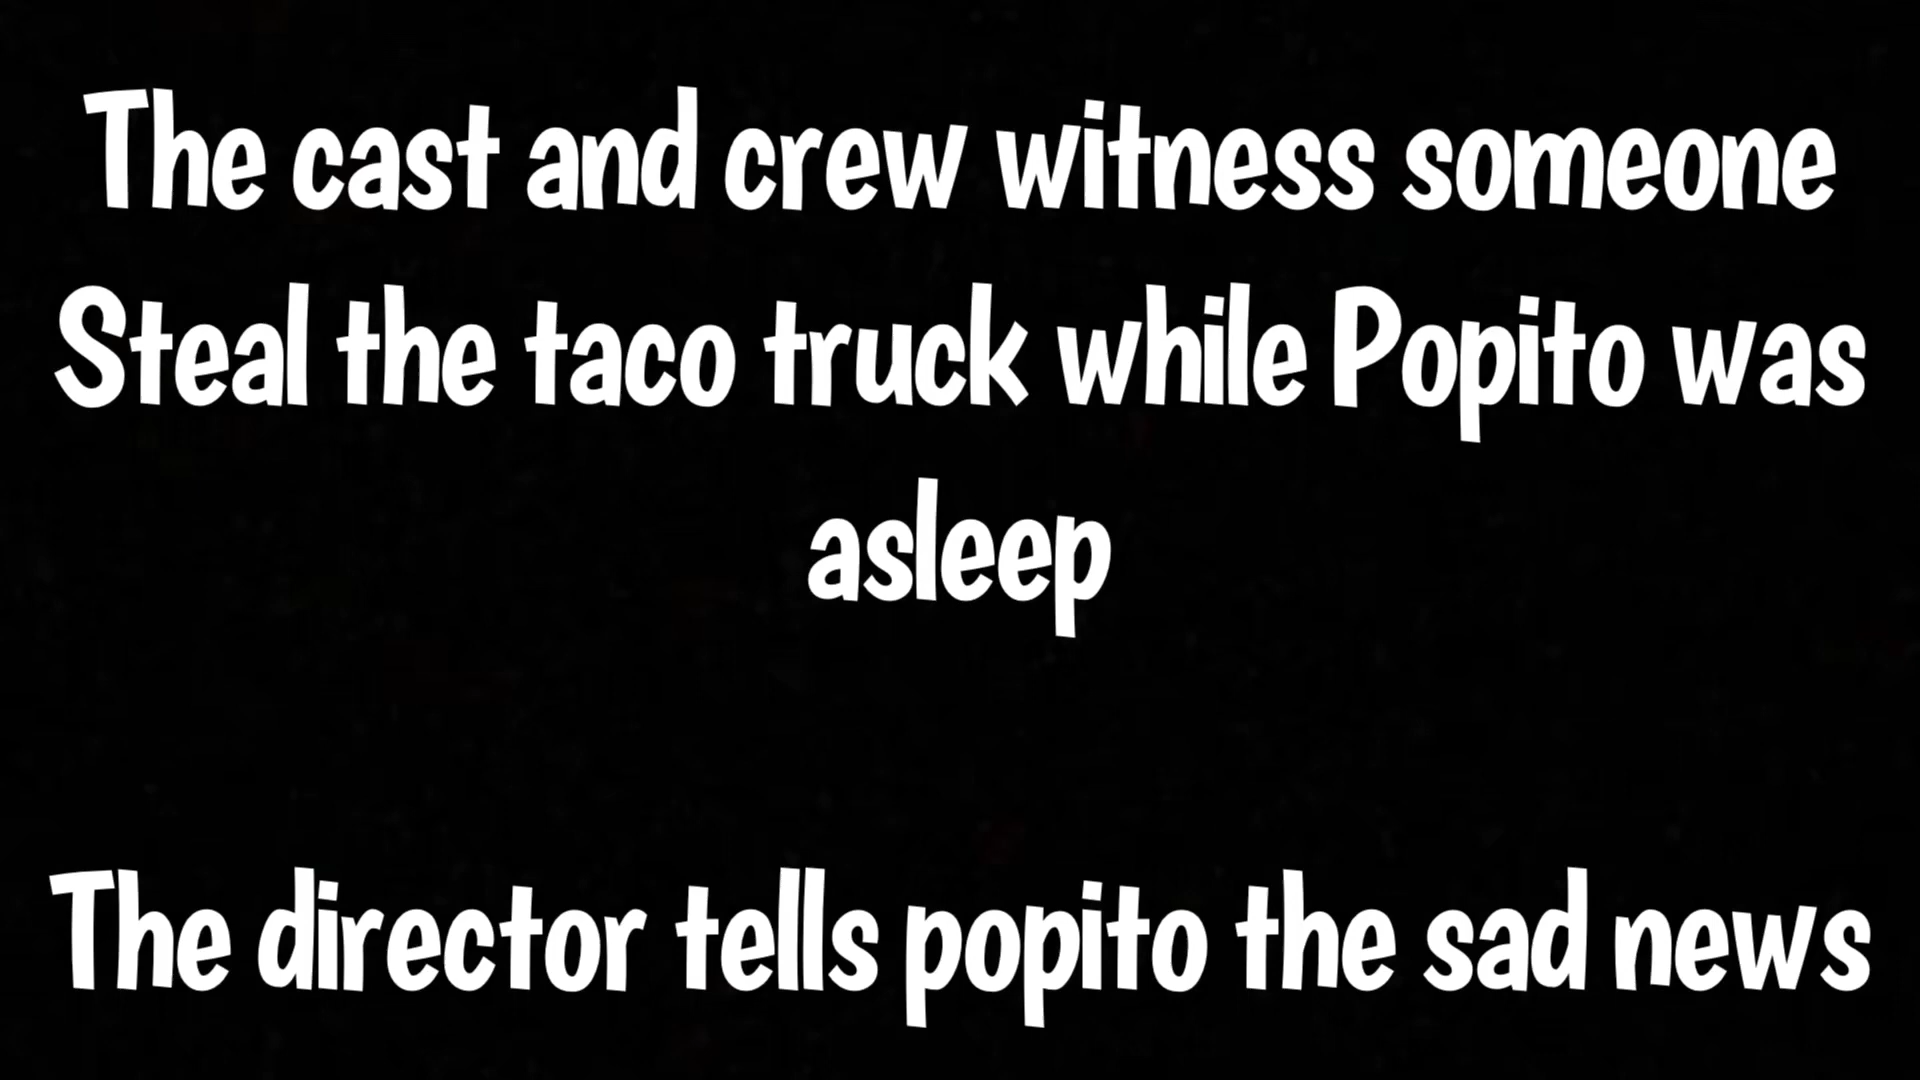 The cast and crew witness someone
Steal the taco truck while Popito was
asleep
The director tells popito the sad news